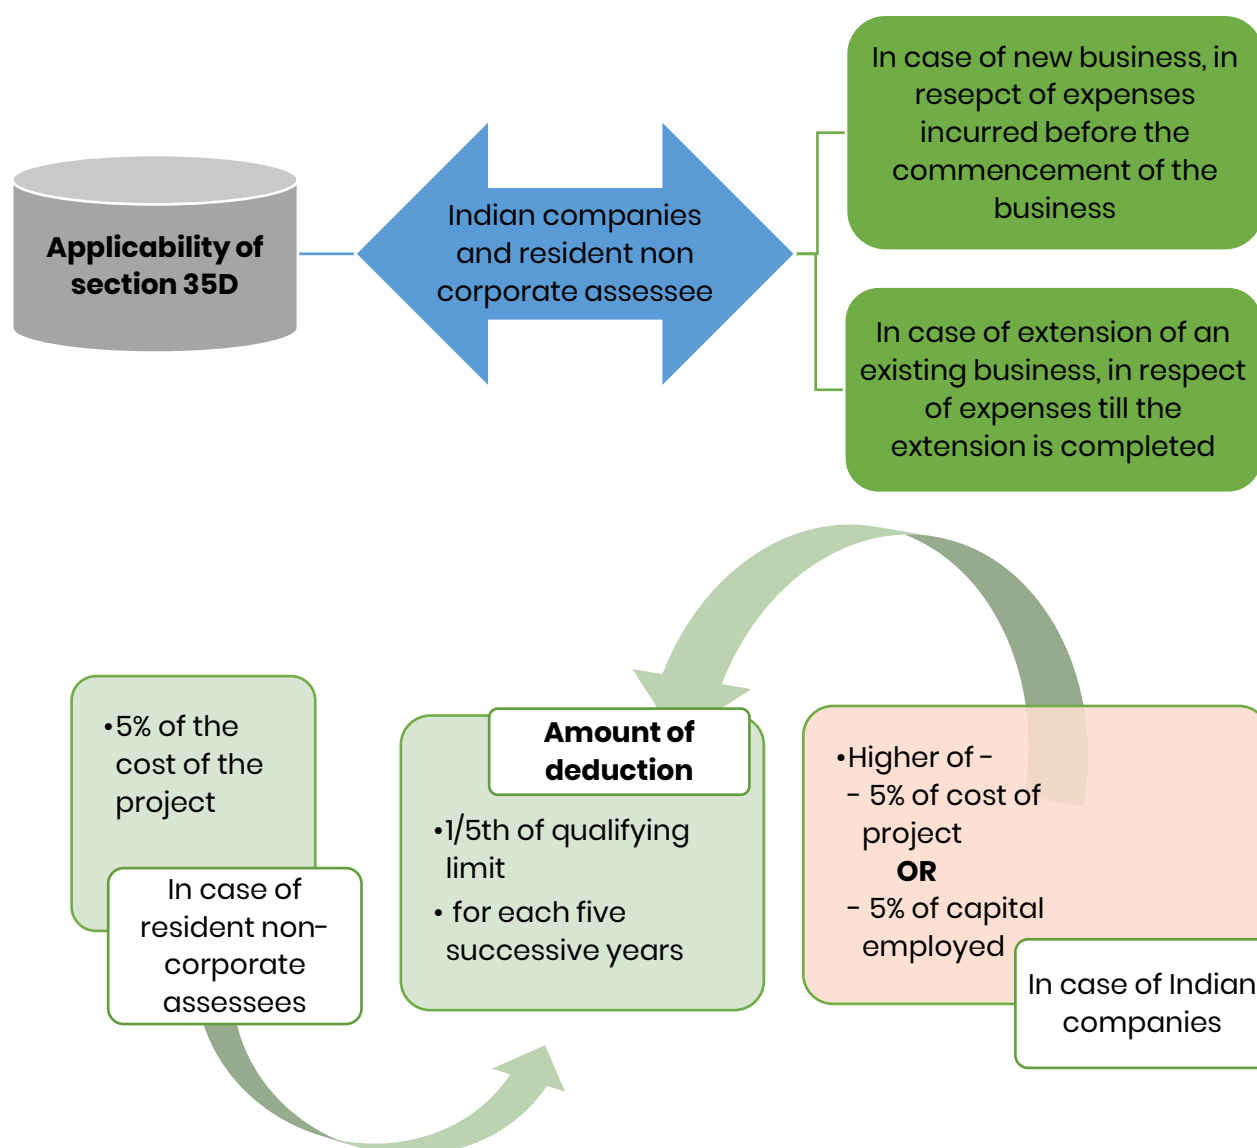 Applicability of
section 35D
Indian companies
and resident non
corporate assessee
In case of new business, in
resepct of expenses
incurred before the
commencement of the
business
In case of extension of an
existing business, in respect
of expenses till the
extension is completed
•5% of the
cost of the
project
In case of
resident non-
corporate
assessees
Amount of
deduction
•1/5th of qualifying
limit
• for each five
successive years
•Higher of -
- 5% of cost of
project
OR
- 5% of capital
employed
In case of Indian
companies